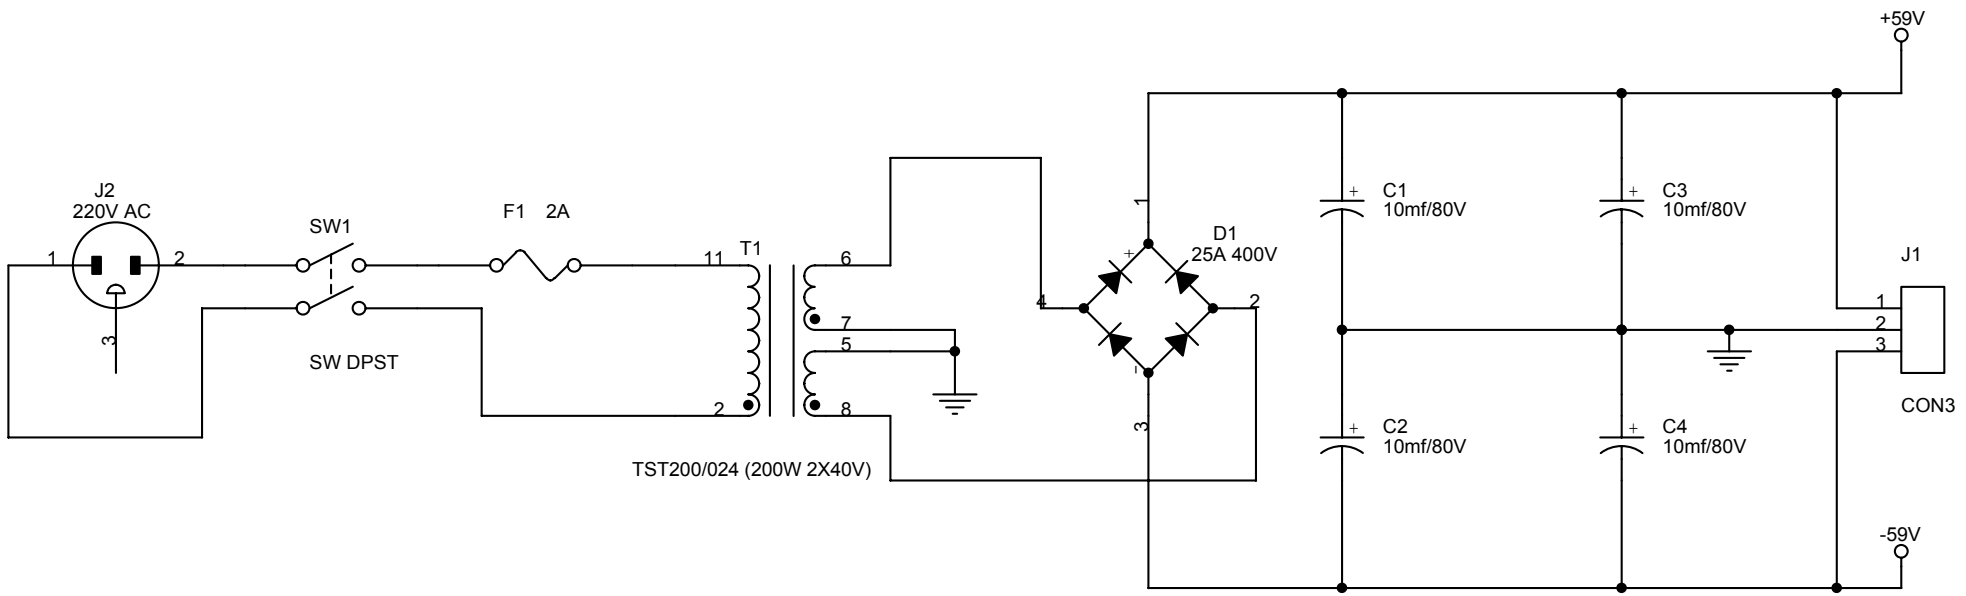 +59V
J2
220V AC
1
2
3
SW1
SW DPST
F1 2A
T1
11
2
6
7
5
8
TST200/024 (200W 2X40V)
1
D1
25A 400V
+
4
2
-
3
+
C1
10mf/80V
+
C3
10mf/80V
+
C2
10mf/80V
+
C4
10mf/80V
J1
1
2
3
CON3
-59V